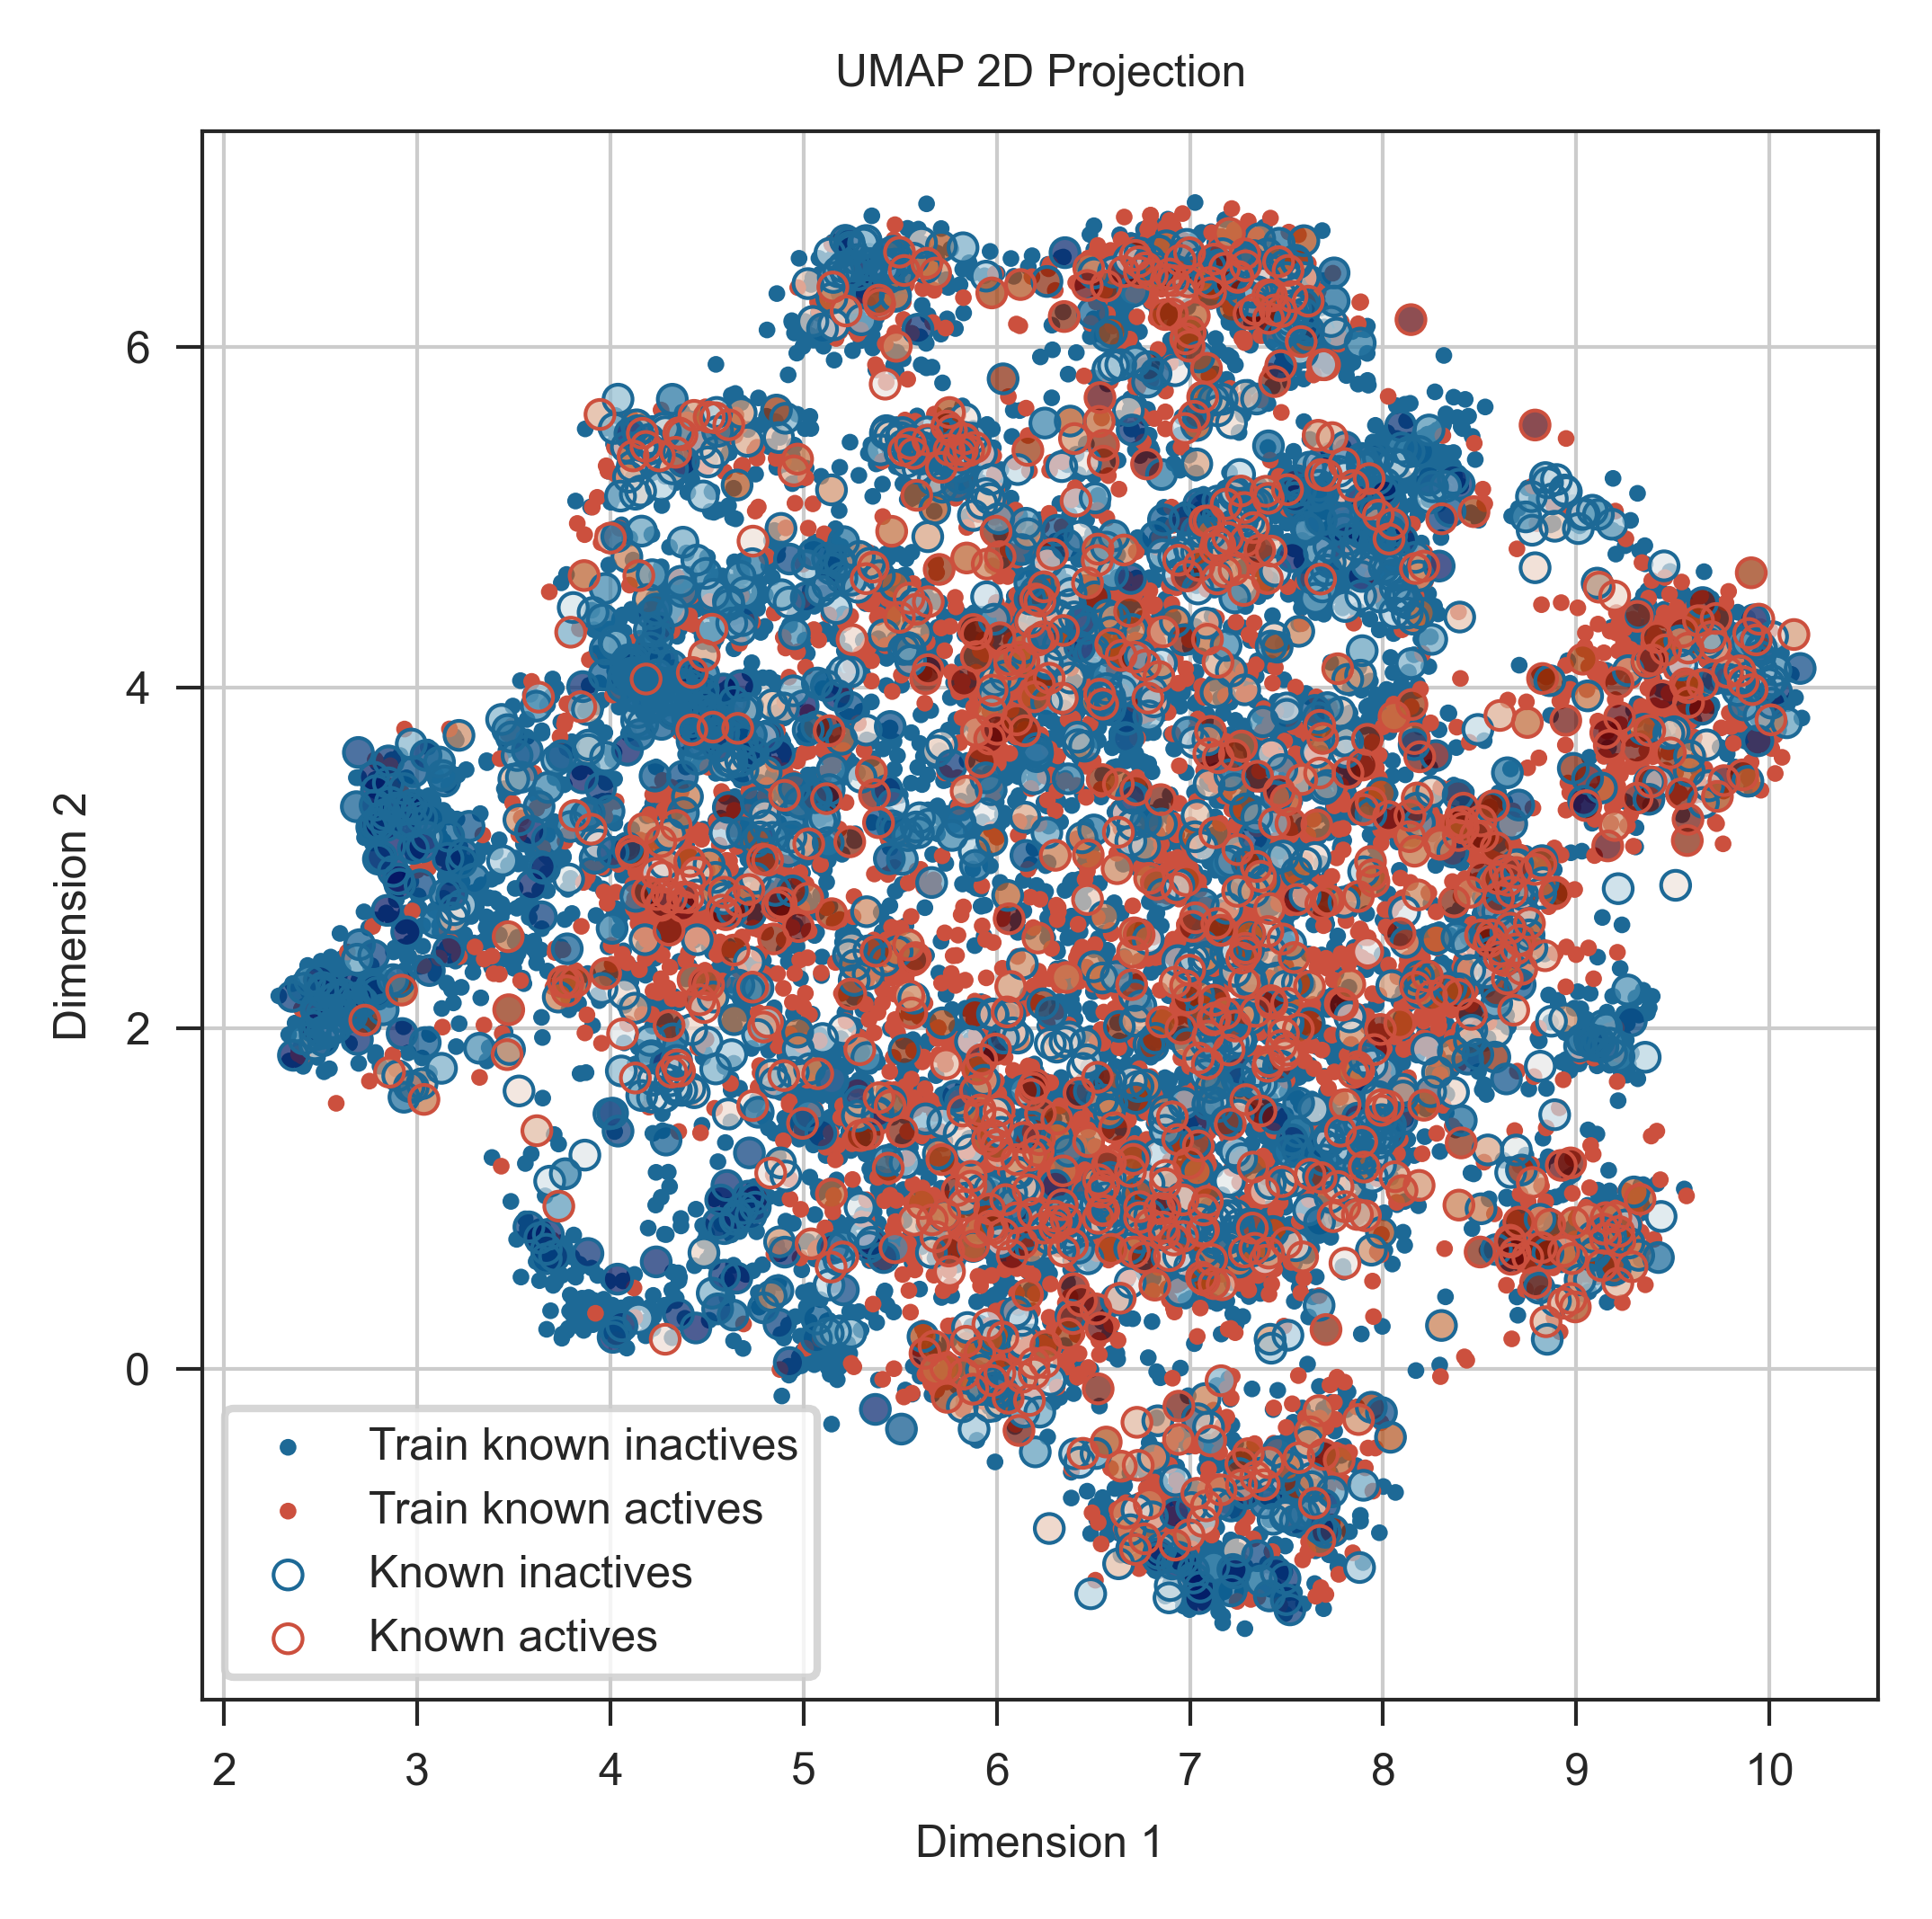 UMAP 2D Projection
6
4
2
0
Dimension 2
Train known inactives
Train known actives
Known inactives
Known actives
2 3 4 5 6 7 8 9 10
Dimension 1